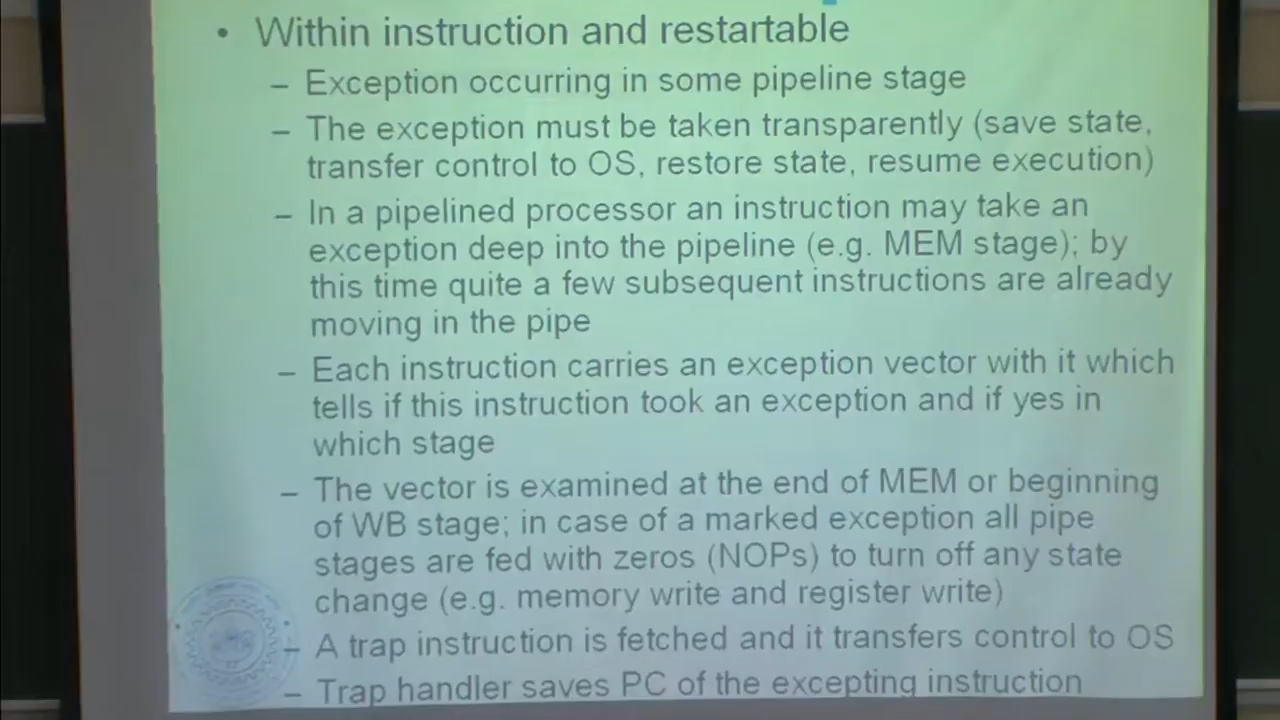 • Within instruction and restartable
– Exception occurring in some pipeline stage
– The exception must be taken transparently (save state,
transfer control to OS, restore state, resume execution)
– In a pipelined processor an instruction may take an
exception deep into the pipeline (e.g. MEM stage); by
this time quite a few subsequent instructions are already
moving in the pipe
– Each instruction carries an exception vector with it which
tells if this instruction took an exception and if yes in
which stage
– The vector is examined at the end of MEM or beginning
of WB stage; in case of a marked exception all pipe
stages are fed with zeros (NOPs) to turn off any state
change (e.g. memory write and register write)
– A trap instruction is fetched and it transfers control to OS
– Trap handler saves PC of the excepting instruction